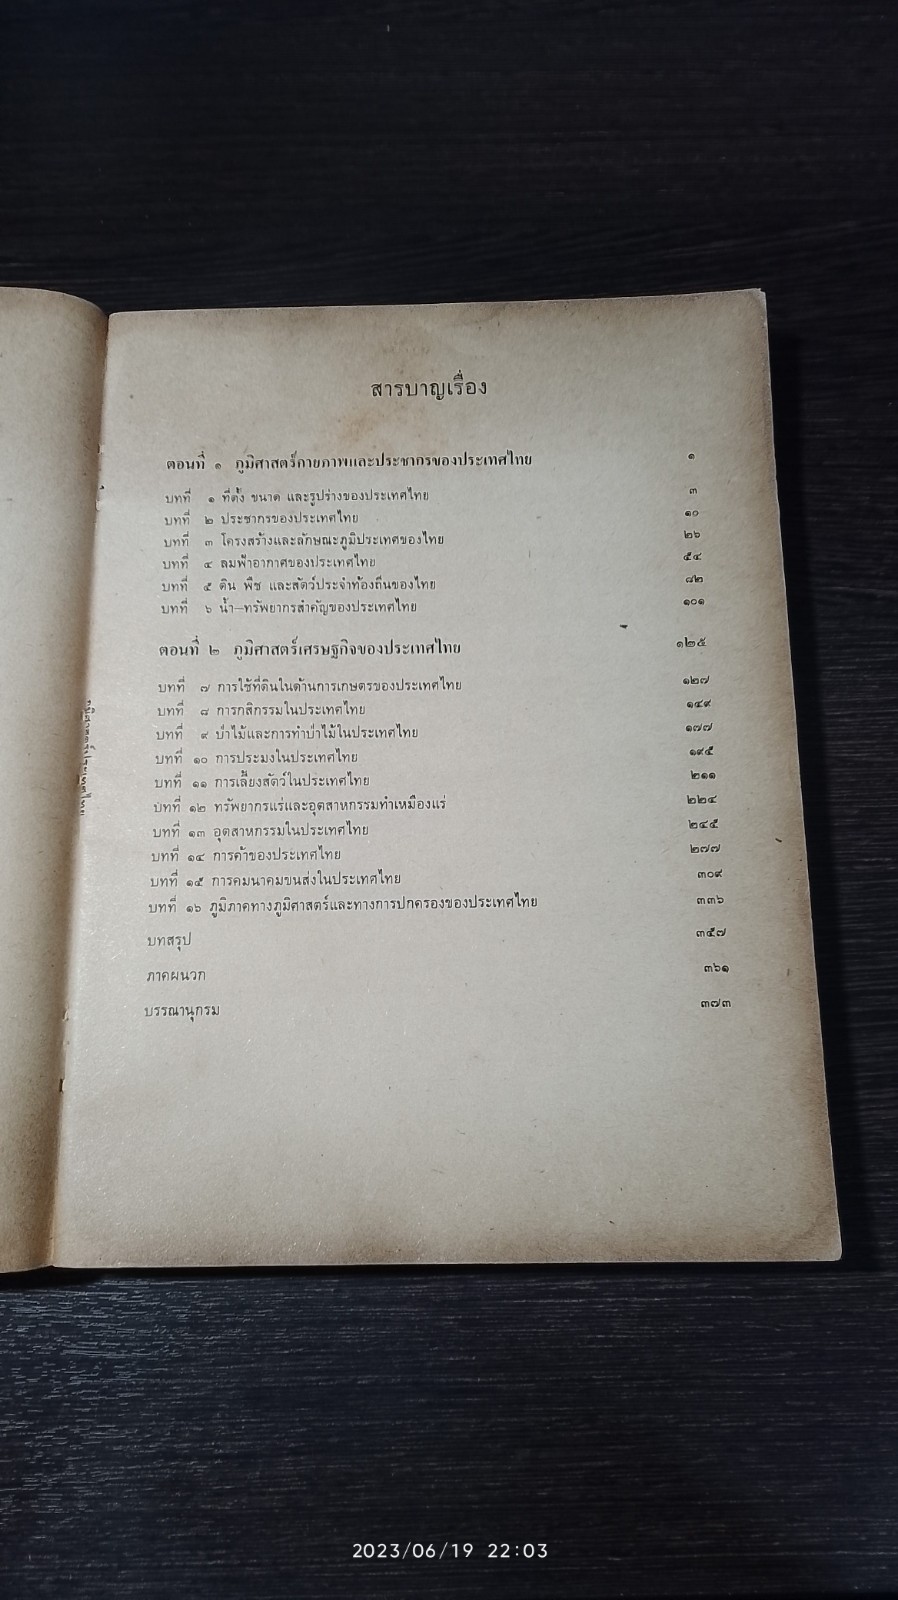 สารบาญเรื่อง
ตอนที่ ๑ ภูมิศาสตร์กายภาพและประชากรของประเทศไทย ๑
บทที่ ๑ ที่ตั้ง ขนาด และรูปร่างของประเทศไทย ๓
บทที่ ๒ ประชากรของประเทศไทย ๑๐
บทที่ ๓ โครงสร้างและลักษณะภูมิประเทศของไทย ๒๖
บทที่ ๔ ลมฟ้าอากาศของประเทศไทย ๕๔
บทที่ ๕ ดิน พืช และสัตว์ประจำท้องถิ่นของไทย ๘๒
บทที่ ๖ น้ำ—ทรัพยากรสำคัญของประเทศไทย ๑๐๑
ตอนที่ ๒ ภูมิศาสตร์เศรษฐกิจของประเทศไทย ๑๒๕
บทที่ ๗ การใช้ที่ดินในด้านการเกษตรของประเทศไทย ๑๒๗
บทที่ ๘ การกสิกรรมในประเทศไทย ๑๔๙
บทที่ ๙ ป่าไม้และการทำป่าไม้ในประเทศไทย ๑๗๗
บทที่ ๑๐ การประมงในประเทศไทย ๑๙๕
บทที่ ๑๑ การเลี้ยงสัตว์ในประเทศไทย ๒๑๑
บทที่ ๑๒ ทรัพยากรแร่และอุตสาหกรรมทำเหมืองแร่ ๒๒๔
บทที่ ๑๓ อุตสาหกรรมในประเทศไทย ๒๔๕
บทที่ ๑๔ การค้าของประเทศไทย ๒๗๗
บทที่ ๑๕ การคมนาคมขนส่งในประเทศไทย ๓๐๙
บทที่ ๑๖ ภูมิภาคทางภูมิศาสตร์และทางการปกครองของประเทศไทย ๓๓๖
บทสรุป ๓๕๗
ภาคผนวก ๓๖๑
บรรณานุกรม ๓๗๓
2023/06/19 22:03